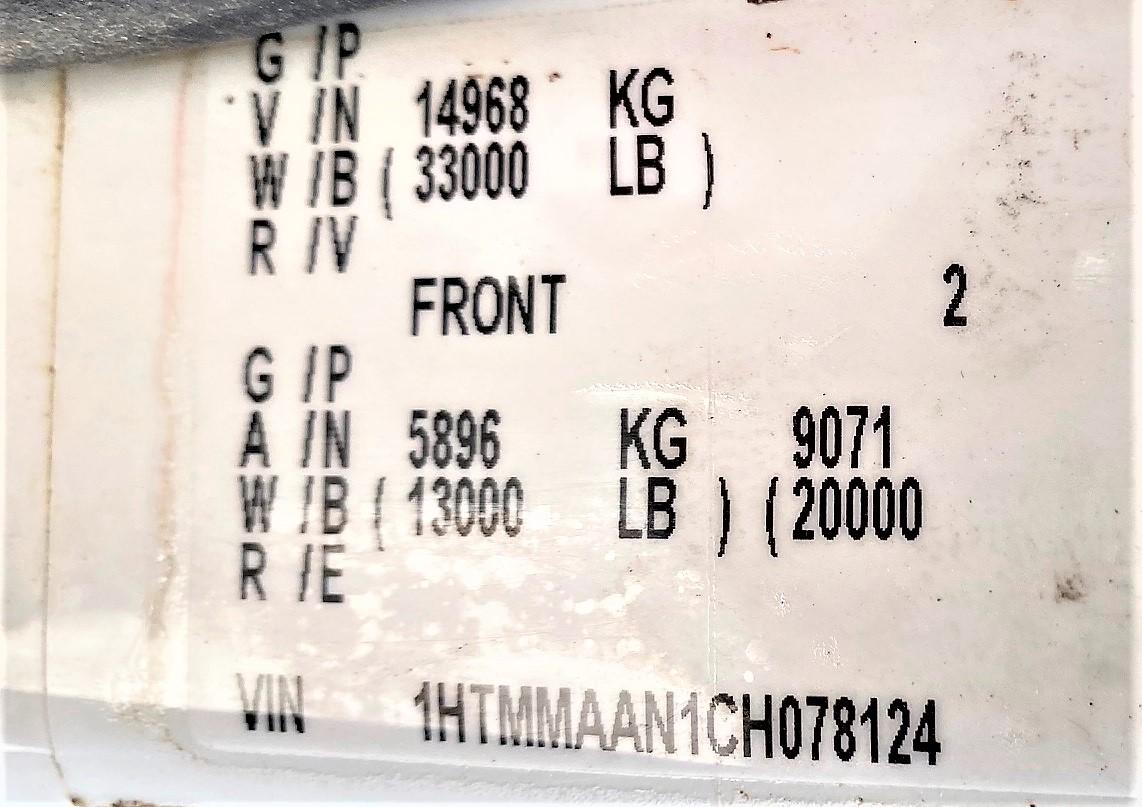 G /P
V /N 14968 KG
W /B ( 33000 LB )
R /V
FRONT 2
G /P
A /N 5896 KG 9071
W /B ( 13000 LB ) ( 20000
R /E
VIN 1HTMMAAN1CH078124